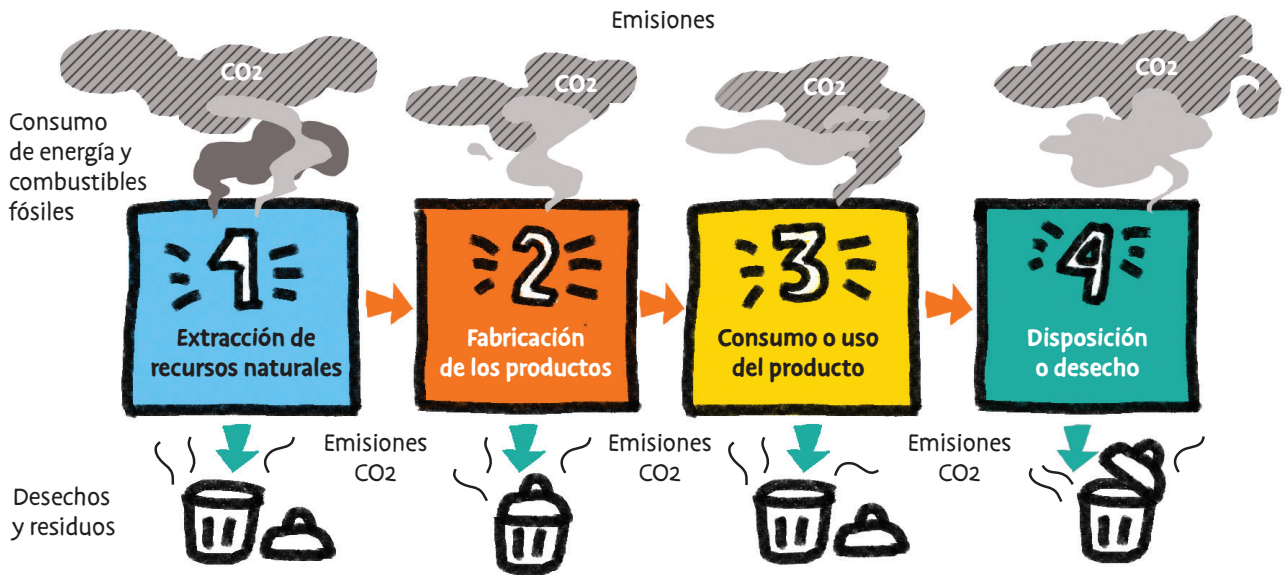 Emisiones
CO2
CO2
CO2
CO2
Consumo
de energía y
combustibles
fósiles
1
Extracción de
recursos naturales
2
Fabricación
de los productos
3
Consumo o uso
del producto
4
Disposición
o desecho
Emisiones
CO2
Emisiones
CO2
Emisiones
CO2
Desechos
y residuos